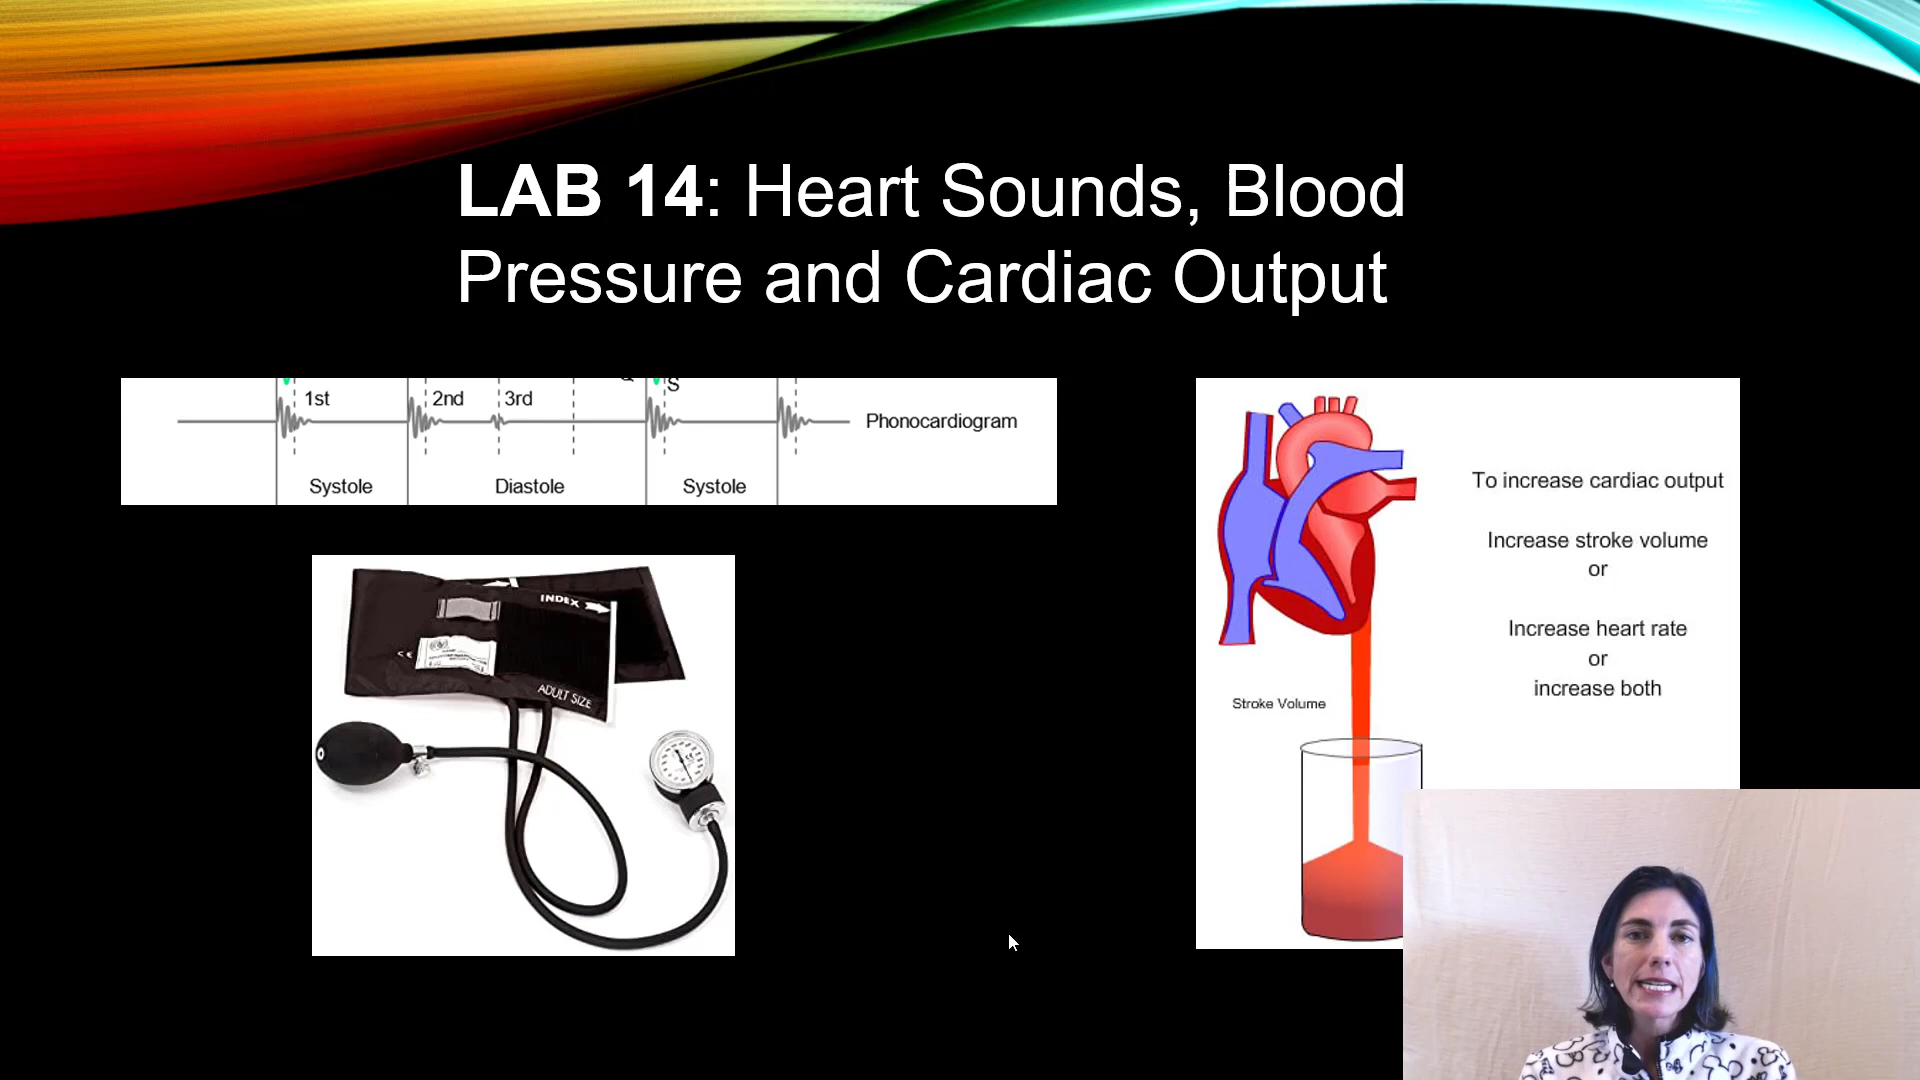 LAB 14: Heart Sounds, Blood
Pressure and Cardiac Output
S
1st
2nd
3rd
Phonocardiogram
Systole
Diastole
Systole
INDEX
CE
ADULT SIZE
To increase cardiac output
Increase stroke volume
or
Increase heart rate
or
increase both
Stroke Volume